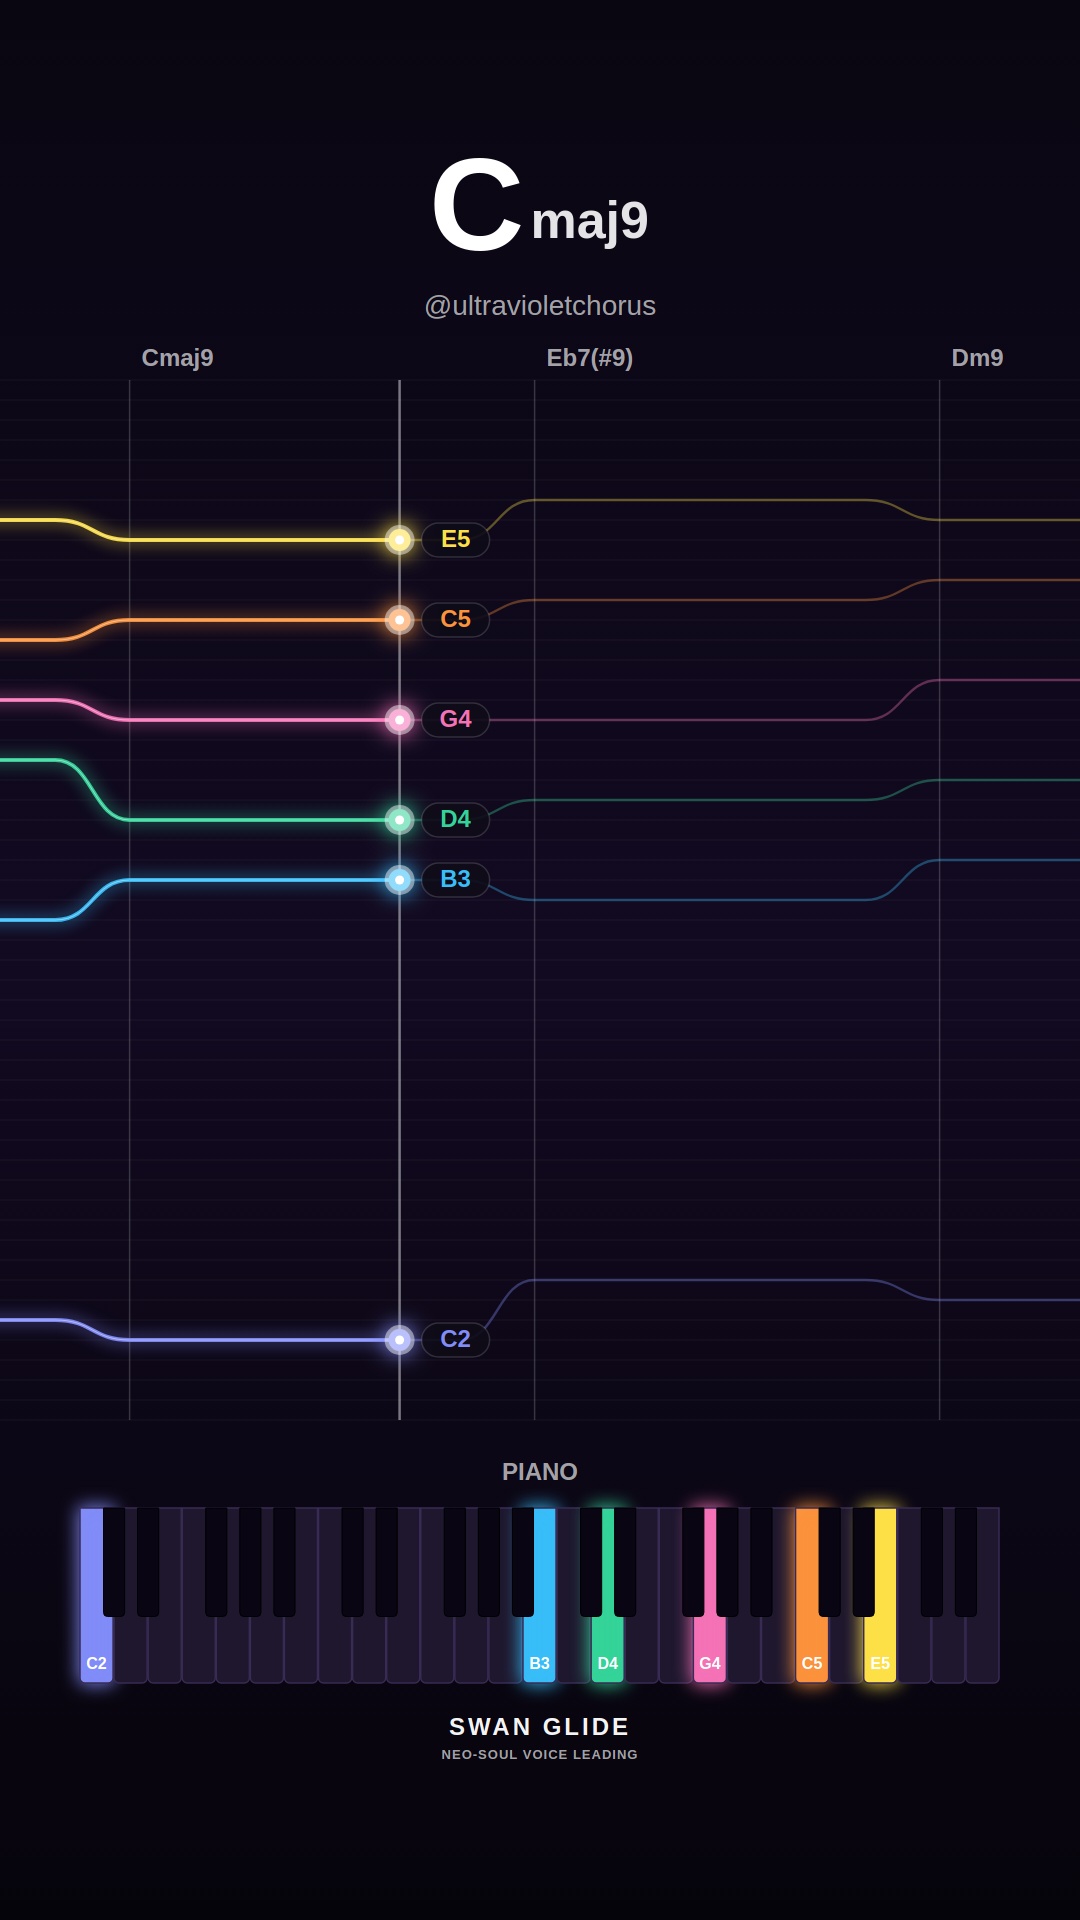 Cmaj9
@ultravioletchorus
Cmaj9 Eb7(#9) Dm9
E5
C5
G4
D4
B3
C2
PIANO
C2 B3 D4 G4 C5 E5
SWAN GLIDE
NEO-SOUL VOICE LEADING